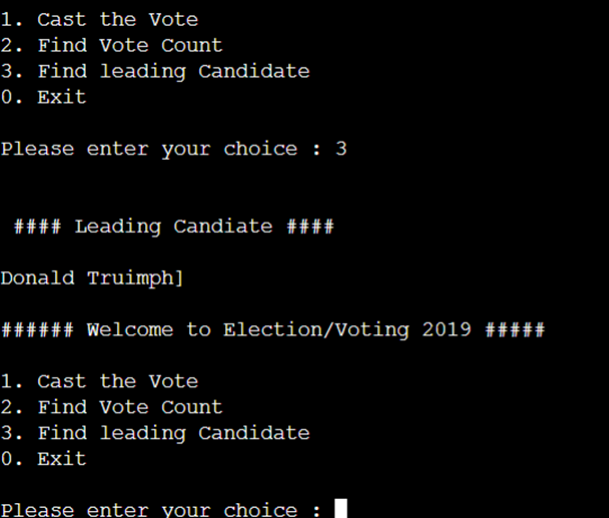 1. Cast the Vote
2. Find Vote Count
3. Find leading Candidate
0. Exit
Please enter your choice : 3
#### Leading Candiate ####
Donald Truimph]
###### Welcome to Election/Voting 2019 #####
1. Cast the Vote
2. Find Vote Count
3. Find leading Candidate
0. Exit
Please enter your choice :